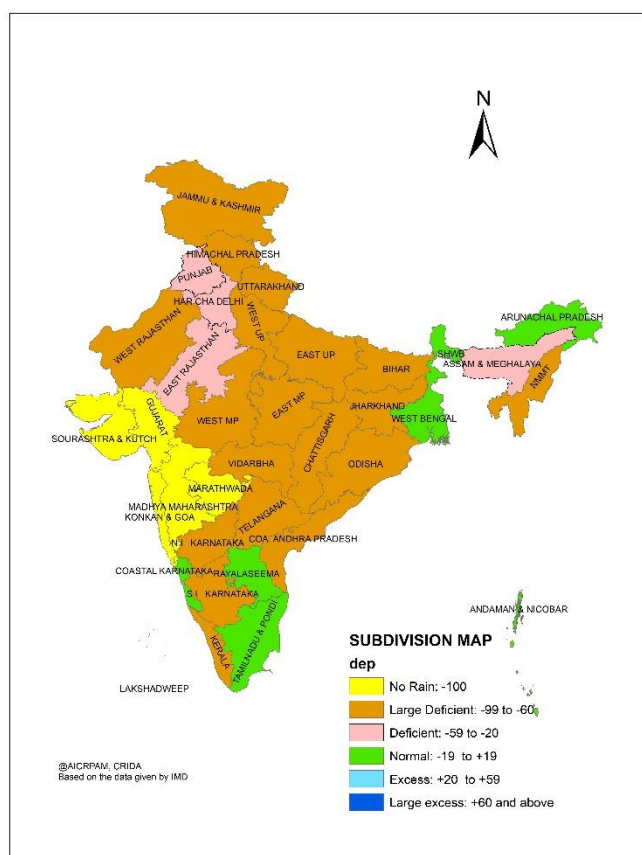 N
JAMMU & KASHMIR
HIMACHAL PRADESH
PUNJAB
UTTARAKHAND
HAR.CHA DELHI
WEST UP
ARUNACHAL PRADESH
WEST RAJASTHAN
EAST RAJASTHAN
EAST UP
BIHAR
SHWB
ASSAM & MEGHALAYA
NMMT
GUJARAT
WEST MP
EAST MP
JHARKHAND
WEST BENGAL
SOURASHTRA & KUTCH
CHATTISGARH
VIDARBHA
ODISHA
MARATHWADA
MADHYA MAHARASHTRA
KONKAN & GOA
TELANGANA
N I KARNATAKA
COA. ANDHRA PRADESH
COASTAL KARNATAKA
RAYALASEEMA
S I KARNATAKA
ANDAMAN & NICOBAR
KERALA
TAMILNADU & PONDI
LAKSHADWEEP
SUBDIVISION MAP
dep
No Rain: -100
Large Deficient: -99 to -60
Deficient: -59 to -20
Normal: -19 to +19
Excess: +20 to +59
Large excess: +60 and above
@AICRPAM, CRIDA
Based on the data given by IMD